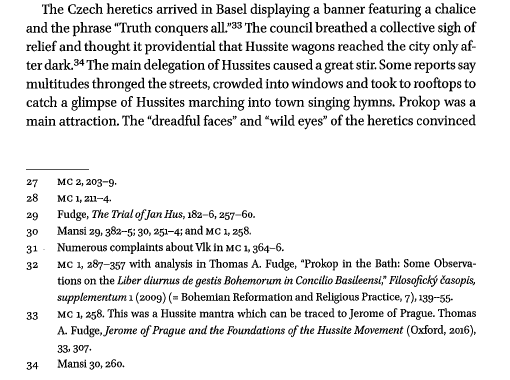 The Czech heretics arrived in Basel displaying a banner featuring a chalice
and the phrase “Truth conquers all.”33 The council breathed a collective sigh of
relief and thought it providential that Hussite wagons reached the city only af-
ter dark.34 The main delegation of Hussites caused a great stir. Some reports say
multitudes thronged the streets, crowded into windows and took to rooftops to
catch a glimpse of Hussites marching into town singing hymns. Prokop was a
main attraction. The “dreadful faces” and “wild eyes” of the heretics convinced
27 MC 2, 203–9.
28 MC 1, 211–4.
29 Fudge, The Trial of Jan Hus, 182–6, 257–60.
30 Mansi 29, 382–5; 30, 251–4; and MC 1, 258.
31 Numerous complaints about Vlk in MC 1, 364–6.
32 MC 1, 287–357 with analysis in Thomas A. Fudge, “Prokop in the Bath: Some Observa-
tions on the Liber diurnus de gestis Bohemorum in Concilio Basileensi,” Filosofický časopis,
supplementum 1 (2009) (= Bohemian Reformation and Religious Practice, 7), 139–55.
33 MC 1, 258. This was a Hussite mantra which can be traced to Jerome of Prague. Thomas
A. Fudge, Jerome of Prague and the Foundations of the Hussite Movement (Oxford, 2016),
33, 307.
34 Mansi 30, 260.